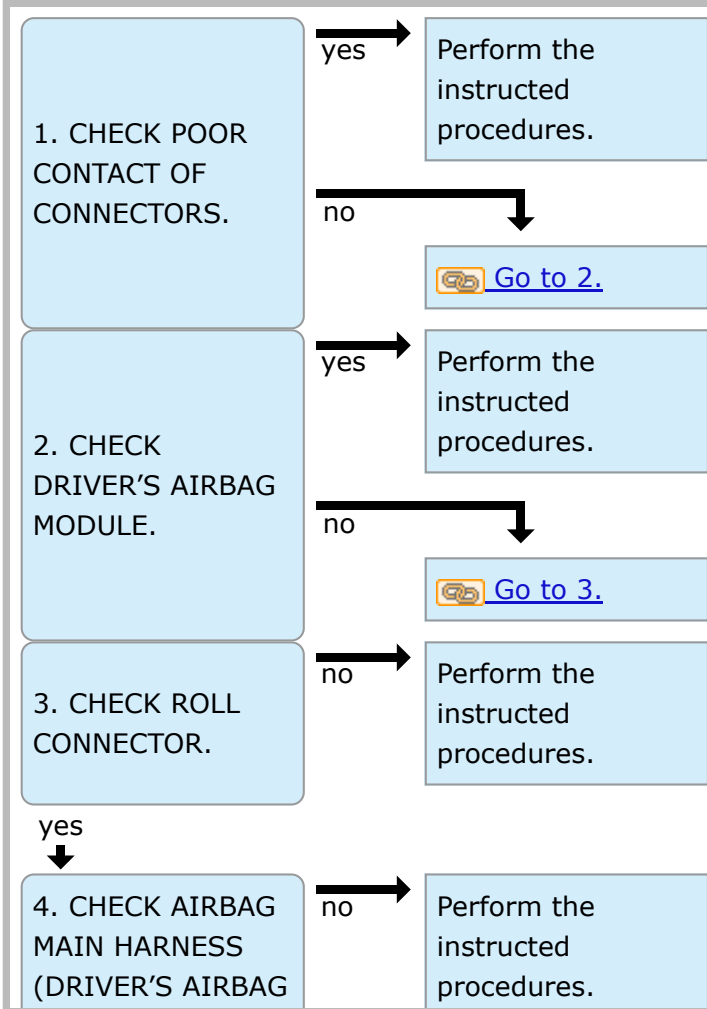 1. CHECK POOR
CONTACT OF
CONNECTORS.
yes
Perform the
instructed
procedures.
no
Go to 2.
2. CHECK
DRIVER’S AIRBAG
MODULE.
yes
Perform the
instructed
procedures.
no
Go to 3.
3. CHECK ROLL
CONNECTOR.
no
Perform the
instructed
procedures.
yes
4. CHECK AIRBAG
MAIN HARNESS
(DRIVER’S AIRBAG
no
Perform the
instructed
procedures.